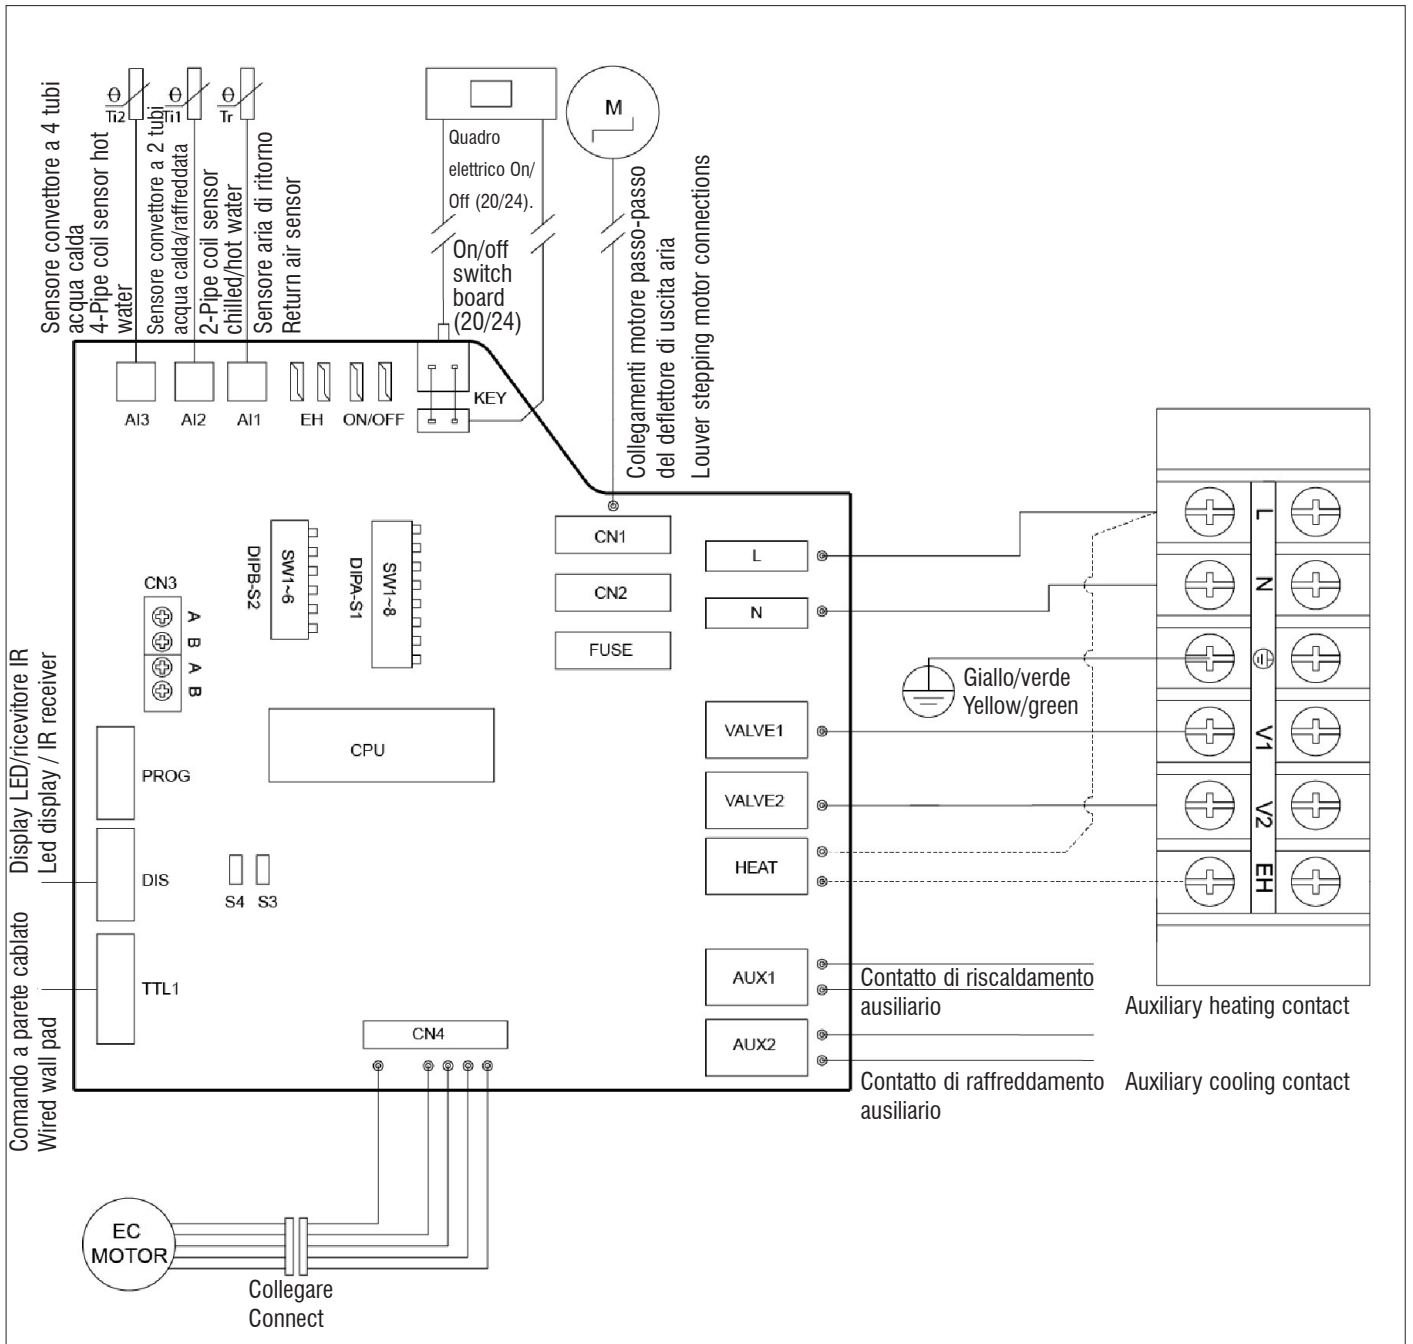 Sensore convettore a 4 tubi
acqua calda
4-Pipe coil sensor hot
water
θ
Ti2
Sensore convettore a 2 tubi
acqua calda/raffreddata
2-Pipe coil sensor
chilled/hot water
θ
Ti1
Sensore aria di ritorno
Return air sensor
θ
Tr
Quadro
elettrico On/
Off (20/24).
On/off
switch
board
(20/24)
M
Collegamenti motore passo-passo
del deflettore di uscita aria
Louver stepping motor connections
AI3
AI2
AI1
EH
ON/OFF
KEY
CN1
CN2
FUSE
L
N
DIPB-S2
SW1~6
DIPA-S1
SW1~8
CN3
A
B
A
B
Giallo/verde
Yellow/green
L
N
V1
V2
EH
PROG
CPU
VALVE1
VALVE2
HEAT
Display LED/ricevitore IR
Led display / IR receiver
DIS
S4
S3
Comando a parete cablato
Wired wall pad
TTL1
CN4
AUX1
AUX2
Contatto di riscaldamento
ausiliario
Auxiliary heating contact
Contatto di raffreddamento
ausiliario
Auxiliary cooling contact
EC
MOTOR
Collegare
Connect